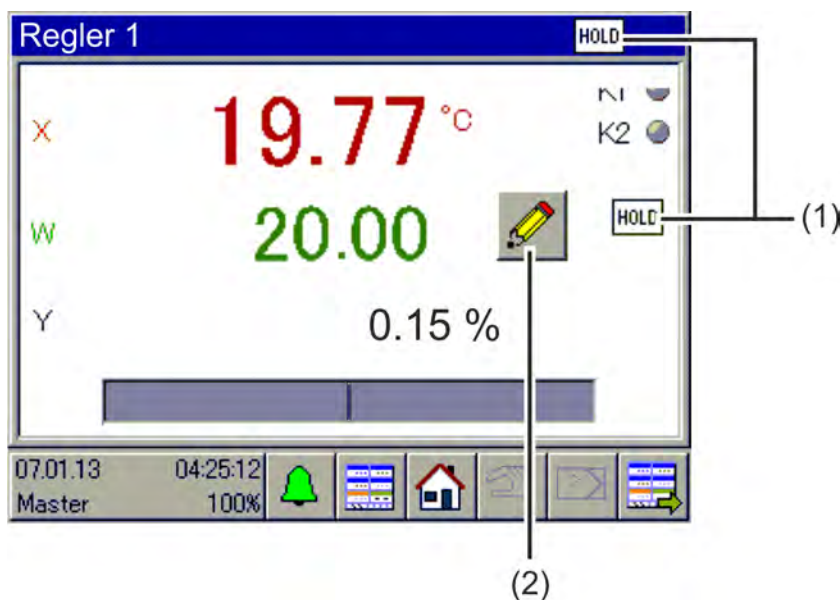 Regler 1 HOLD
X 19.77 °C K1
K2
W 20.00 HOLD (1)
Y 0.15 %
07.01.13 04:25:12
Master 100%
(2)